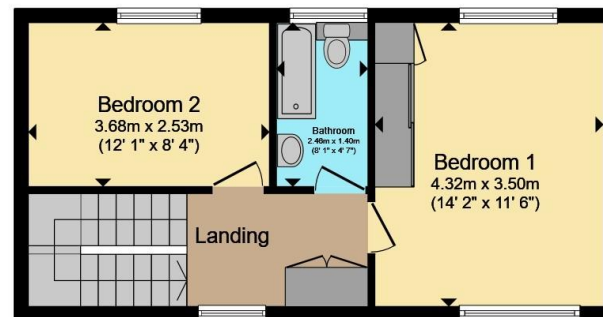 Bedroom 2
3.68m x 2.53m
(12' 1" x 8' 4")
Bathroom
2.46m x 1.40m
(8' 1" x 4' 7")
Bedroom 1
4.32m x 3.50m
(14' 2" x 11' 6")
Landing